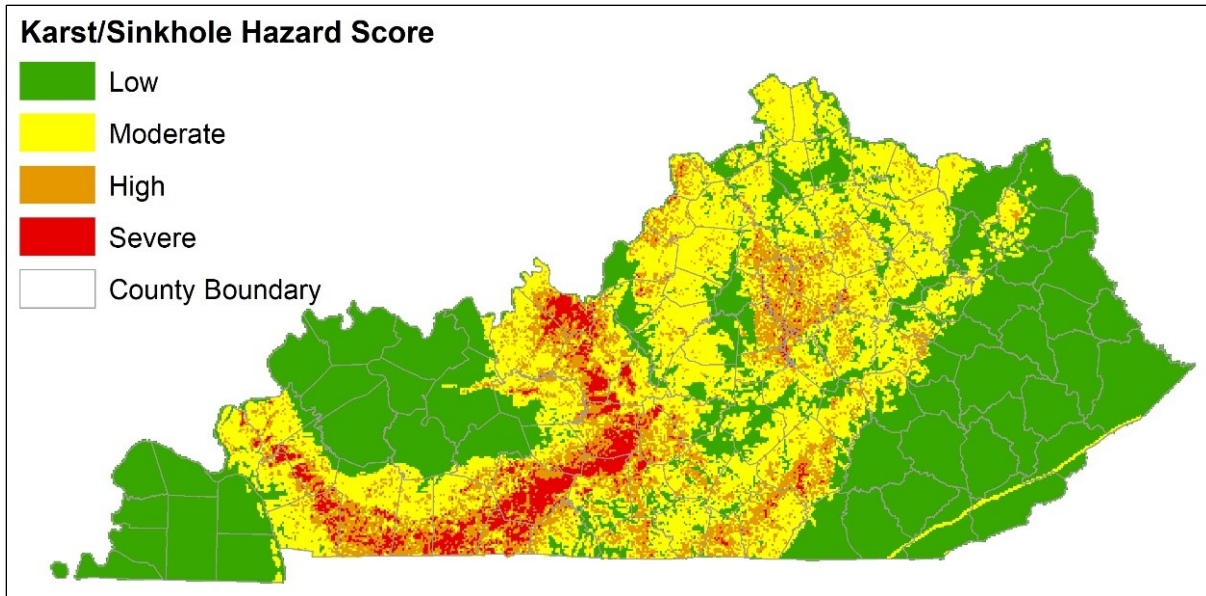 Karst/Sinkhole Hazard Score
Low
Moderate
High
Severe
County Boundary